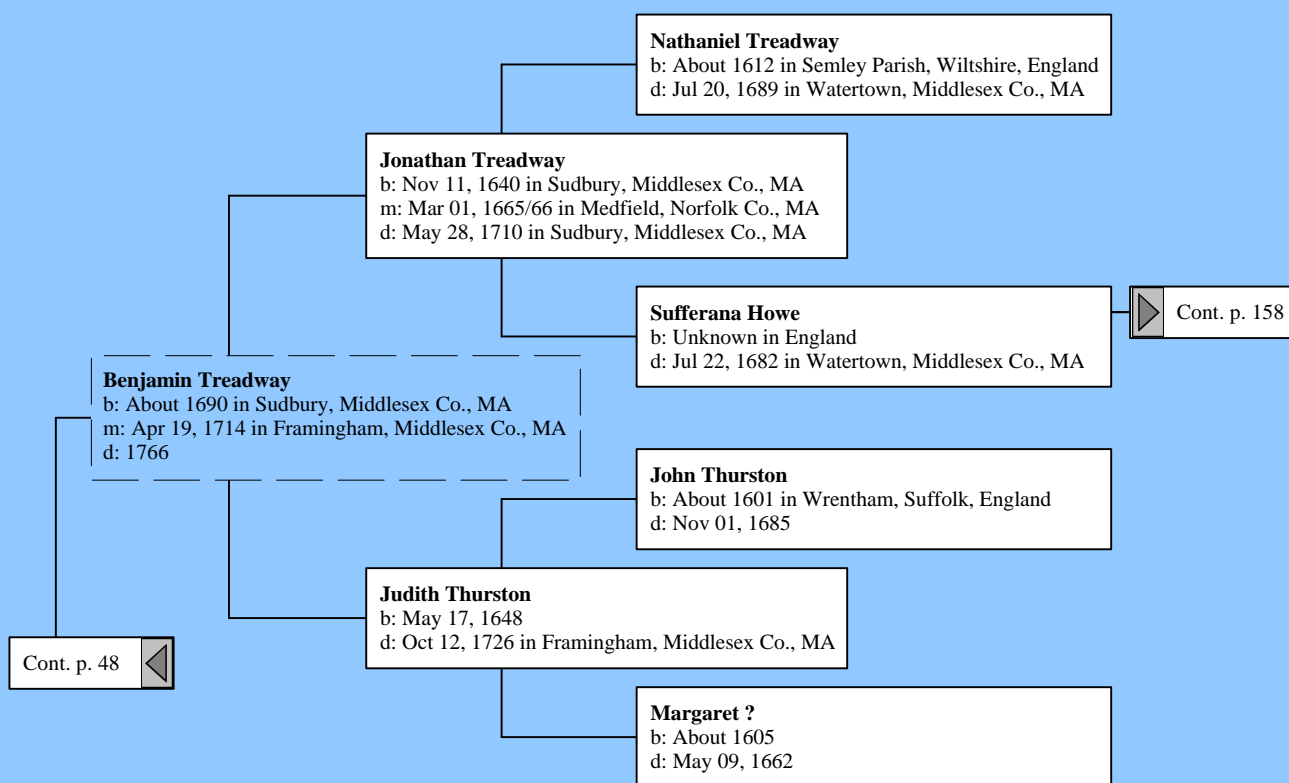 Nathaniel Treadway
b: About 1612 in Semley Parish, Wiltshire, England
d: Jul 20, 1689 in Watertown, Middlesex Co., MA
Jonathan Treadway
b: Nov 11, 1640 in Sudbury, Middlesex Co., MA
m: Mar 01, 1665/66 in Medfield, Norfolk Co., MA
d: May 28, 1710 in Sudbury, Middlesex Co., MA
Sufferana Howe
b: Unknown in England
d: Jul 22, 1682 in Watertown, Middlesex Co., MA
Cont. p. 158
Benjamin Treadway
b: About 1690 in Sudbury, Middlesex Co., MA
m: Apr 19, 1714 in Framingham, Middlesex Co., MA
d: 1766
John Thurston
b: About 1601 in Wrentham, Suffolk, England
d: Nov 01, 1685
Judith Thurston
b: May 17, 1648
d: Oct 12, 1726 in Framingham, Middlesex Co., MA
Cont. p. 48
Margaret ?
b: About 1605
d: May 09, 1662